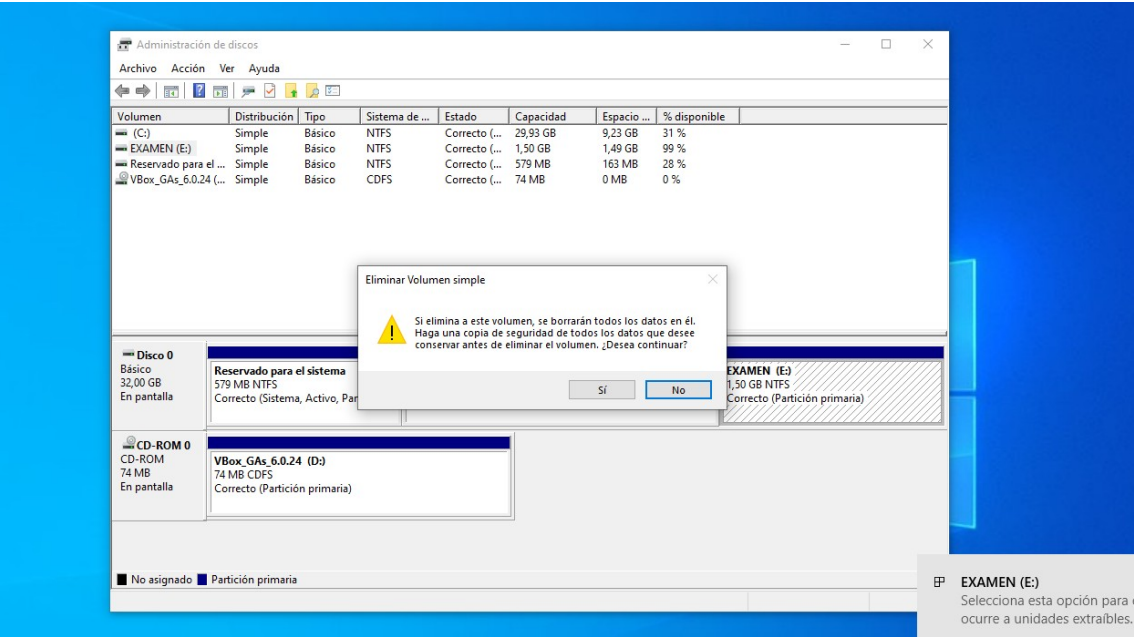 Administración de discos
Archivo Acción Ver Ayuda
Volumen Distribución Tipo Sistema de ... Estado Capacidad Espacio ... % disponible
(C:) Simple Básico NTFS Correcto (... 29,93 GB 9,23 GB 31 %
EXAMEN (E:) Simple Básico NTFS Correcto (... 1,50 GB 1,49 GB 99 %
Reservado para el ... Simple Básico NTFS Correcto (... 579 MB 163 MB 28 %
VBox_GAs_6.0.24 (... Simple Básico CDFS Correcto (... 74 MB 0 MB 0 %
Eliminar Volumen simple
Si elimina a este volumen, se borrarán todos los datos en él.
Haga una copia de seguridad de todos los datos que desee
conservar antes de eliminar el volumen. ¿Desea continuar?
Sí No
Disco 0
Básico
32,00 GB
En pantalla
Reservado para el sistema
579 MB NTFS
Correcto (Sistema, Activo, Par
EXAMEN (E:)
1,50 GB NTFS
Correcto (Partición primaria)
CD-ROM 0
CD-ROM
74 MB
En pantalla
VBox_GAs_6.0.24 (D:)
74 MB CDFS
Correcto (Partición primaria)
No asignado Partición primaria
EXAMEN (E:)
Selecciona esta opción para
ocurre a unidades extraíbles.